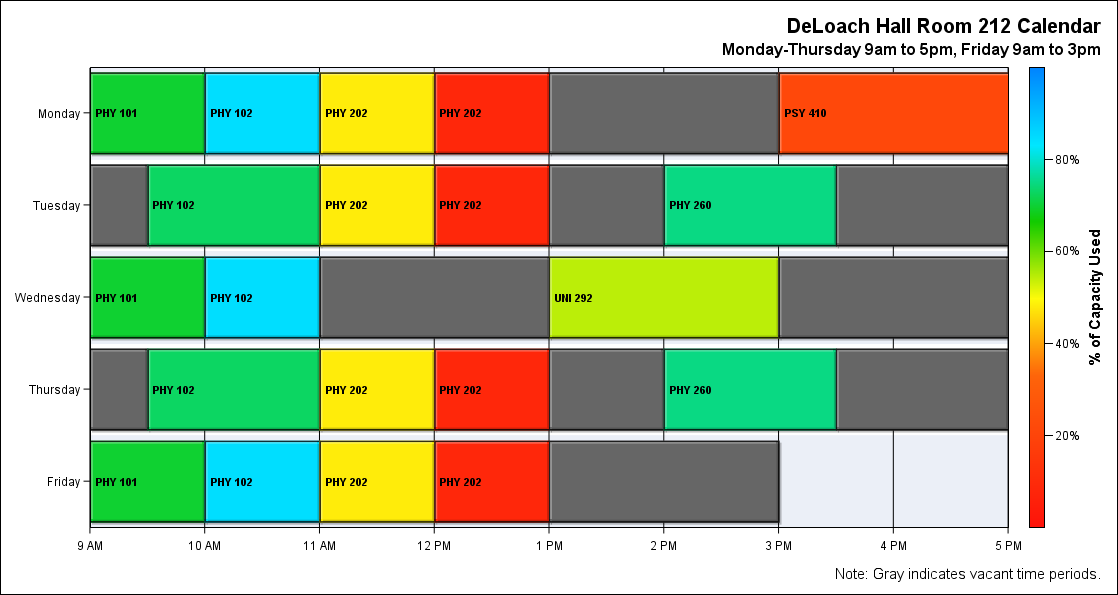 DeLoach Hall Room 212 Calendar
Monday-Thursday 9am to 5pm, Friday 9am to 3pm
Monday PHY 101 PHY 102 PHY 202 PHY 202 PSY 410
80%
Tuesday PHY 102 PHY 202 PHY 202 PHY 260
60%
Wednesday PHY 101 PHY 102 UNI 292
% of Capacity Used
40%
Thursday PHY 102 PHY 202 PHY 202 PHY 260
20%
Friday PHY 101 PHY 102 PHY 202 PHY 202
9 AM 10 AM 11 AM 12 PM 1 PM 2 PM 3 PM 4 PM 5 PM
Note: Gray indicates vacant time periods.